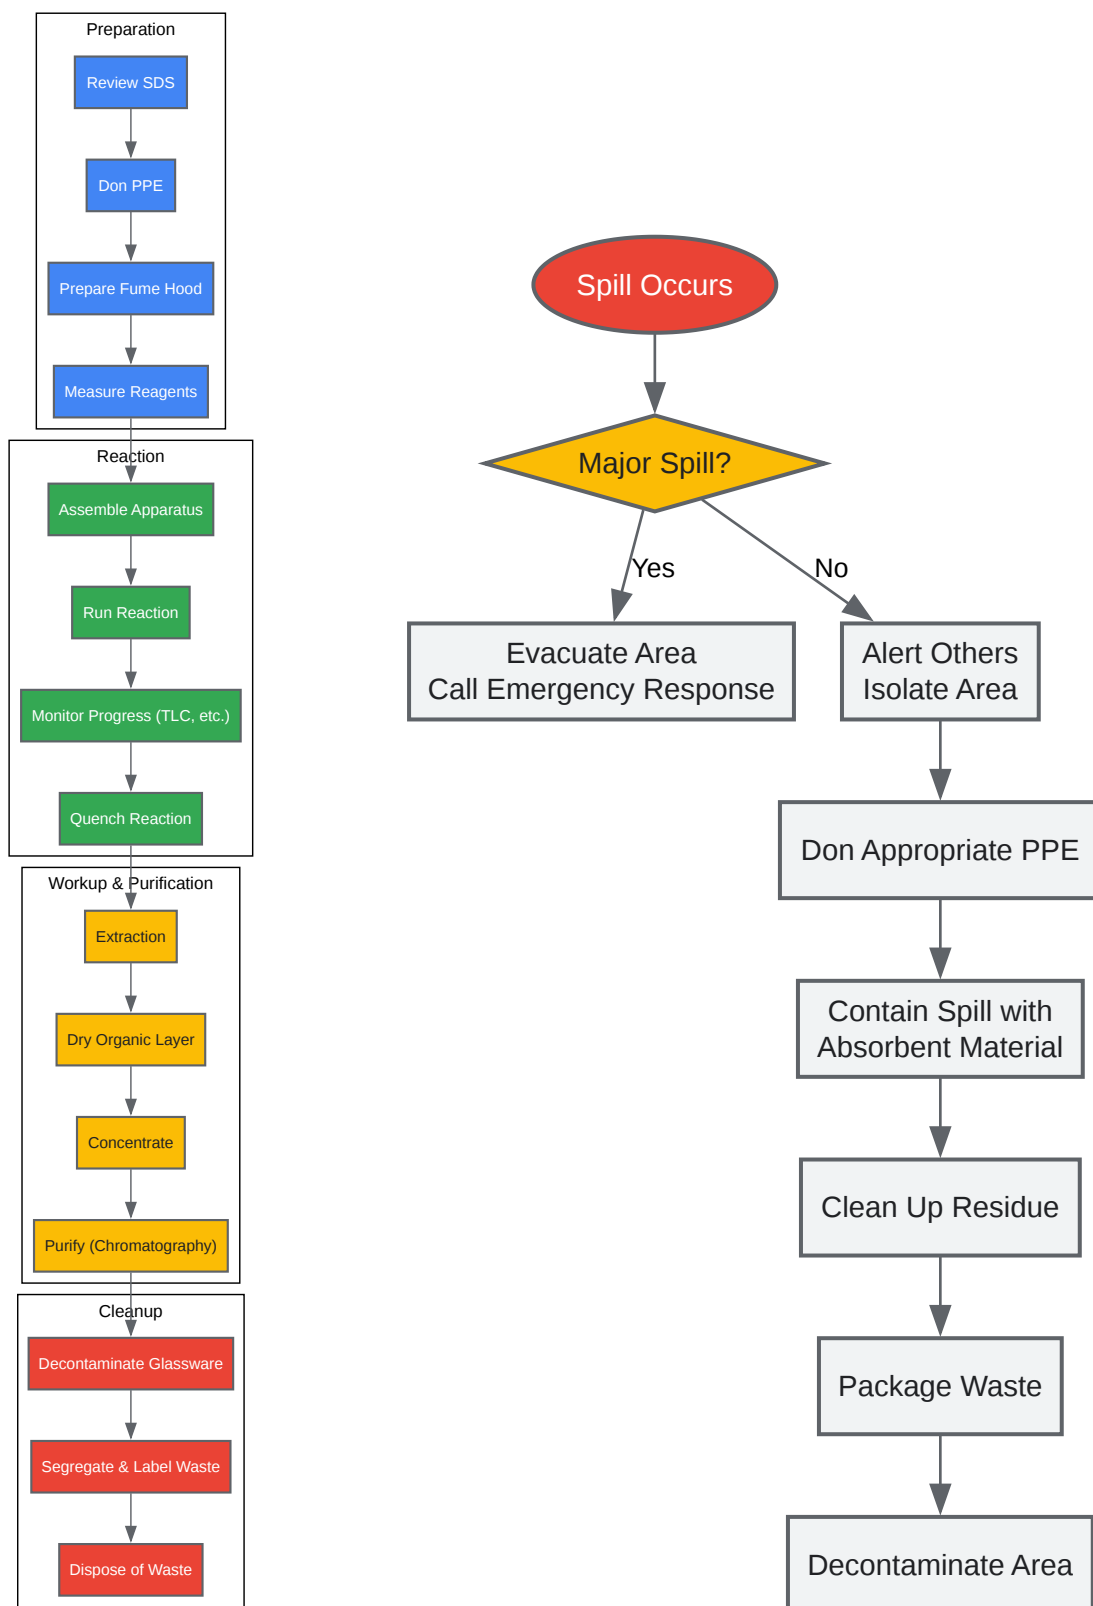 Preparation
Review SDS
Don PPE
Prepare Fume Hood
Measure Reagents
Reaction
Assemble Apparatus
Run Reaction
Monitor Progress (TLC, etc.)
Quench Reaction
Workup & Purification
Extraction
Dry Organic Layer
Concentrate
Purify (Chromatography)
Cleanup
Decontaminate Glassware
Segregate & Label Waste
Dispose of Waste
Spill Occurs
Major Spill?
Yes
No
Evacuate Area
Call Emergency Response
Alert Others
Isolate Area
Don Appropriate PPE
Contain Spill with
Absorbent Material
Clean Up Residue
Package Waste
Decontaminate Area